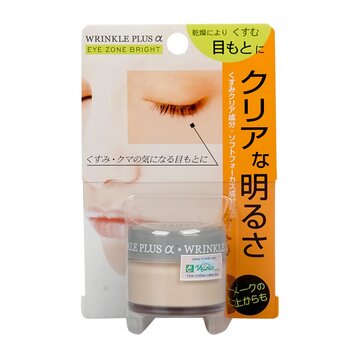 WRINKLE PLUS α
EYE ZONE BRIGHT
乾燥により くすむ
目もとに
クリアな明るさ
くすみクリア成分・ソフトフォーカス成分
くすみ・クマの気になる目もとに
KLE PLUS α • WRINKLE
メークの
上からも